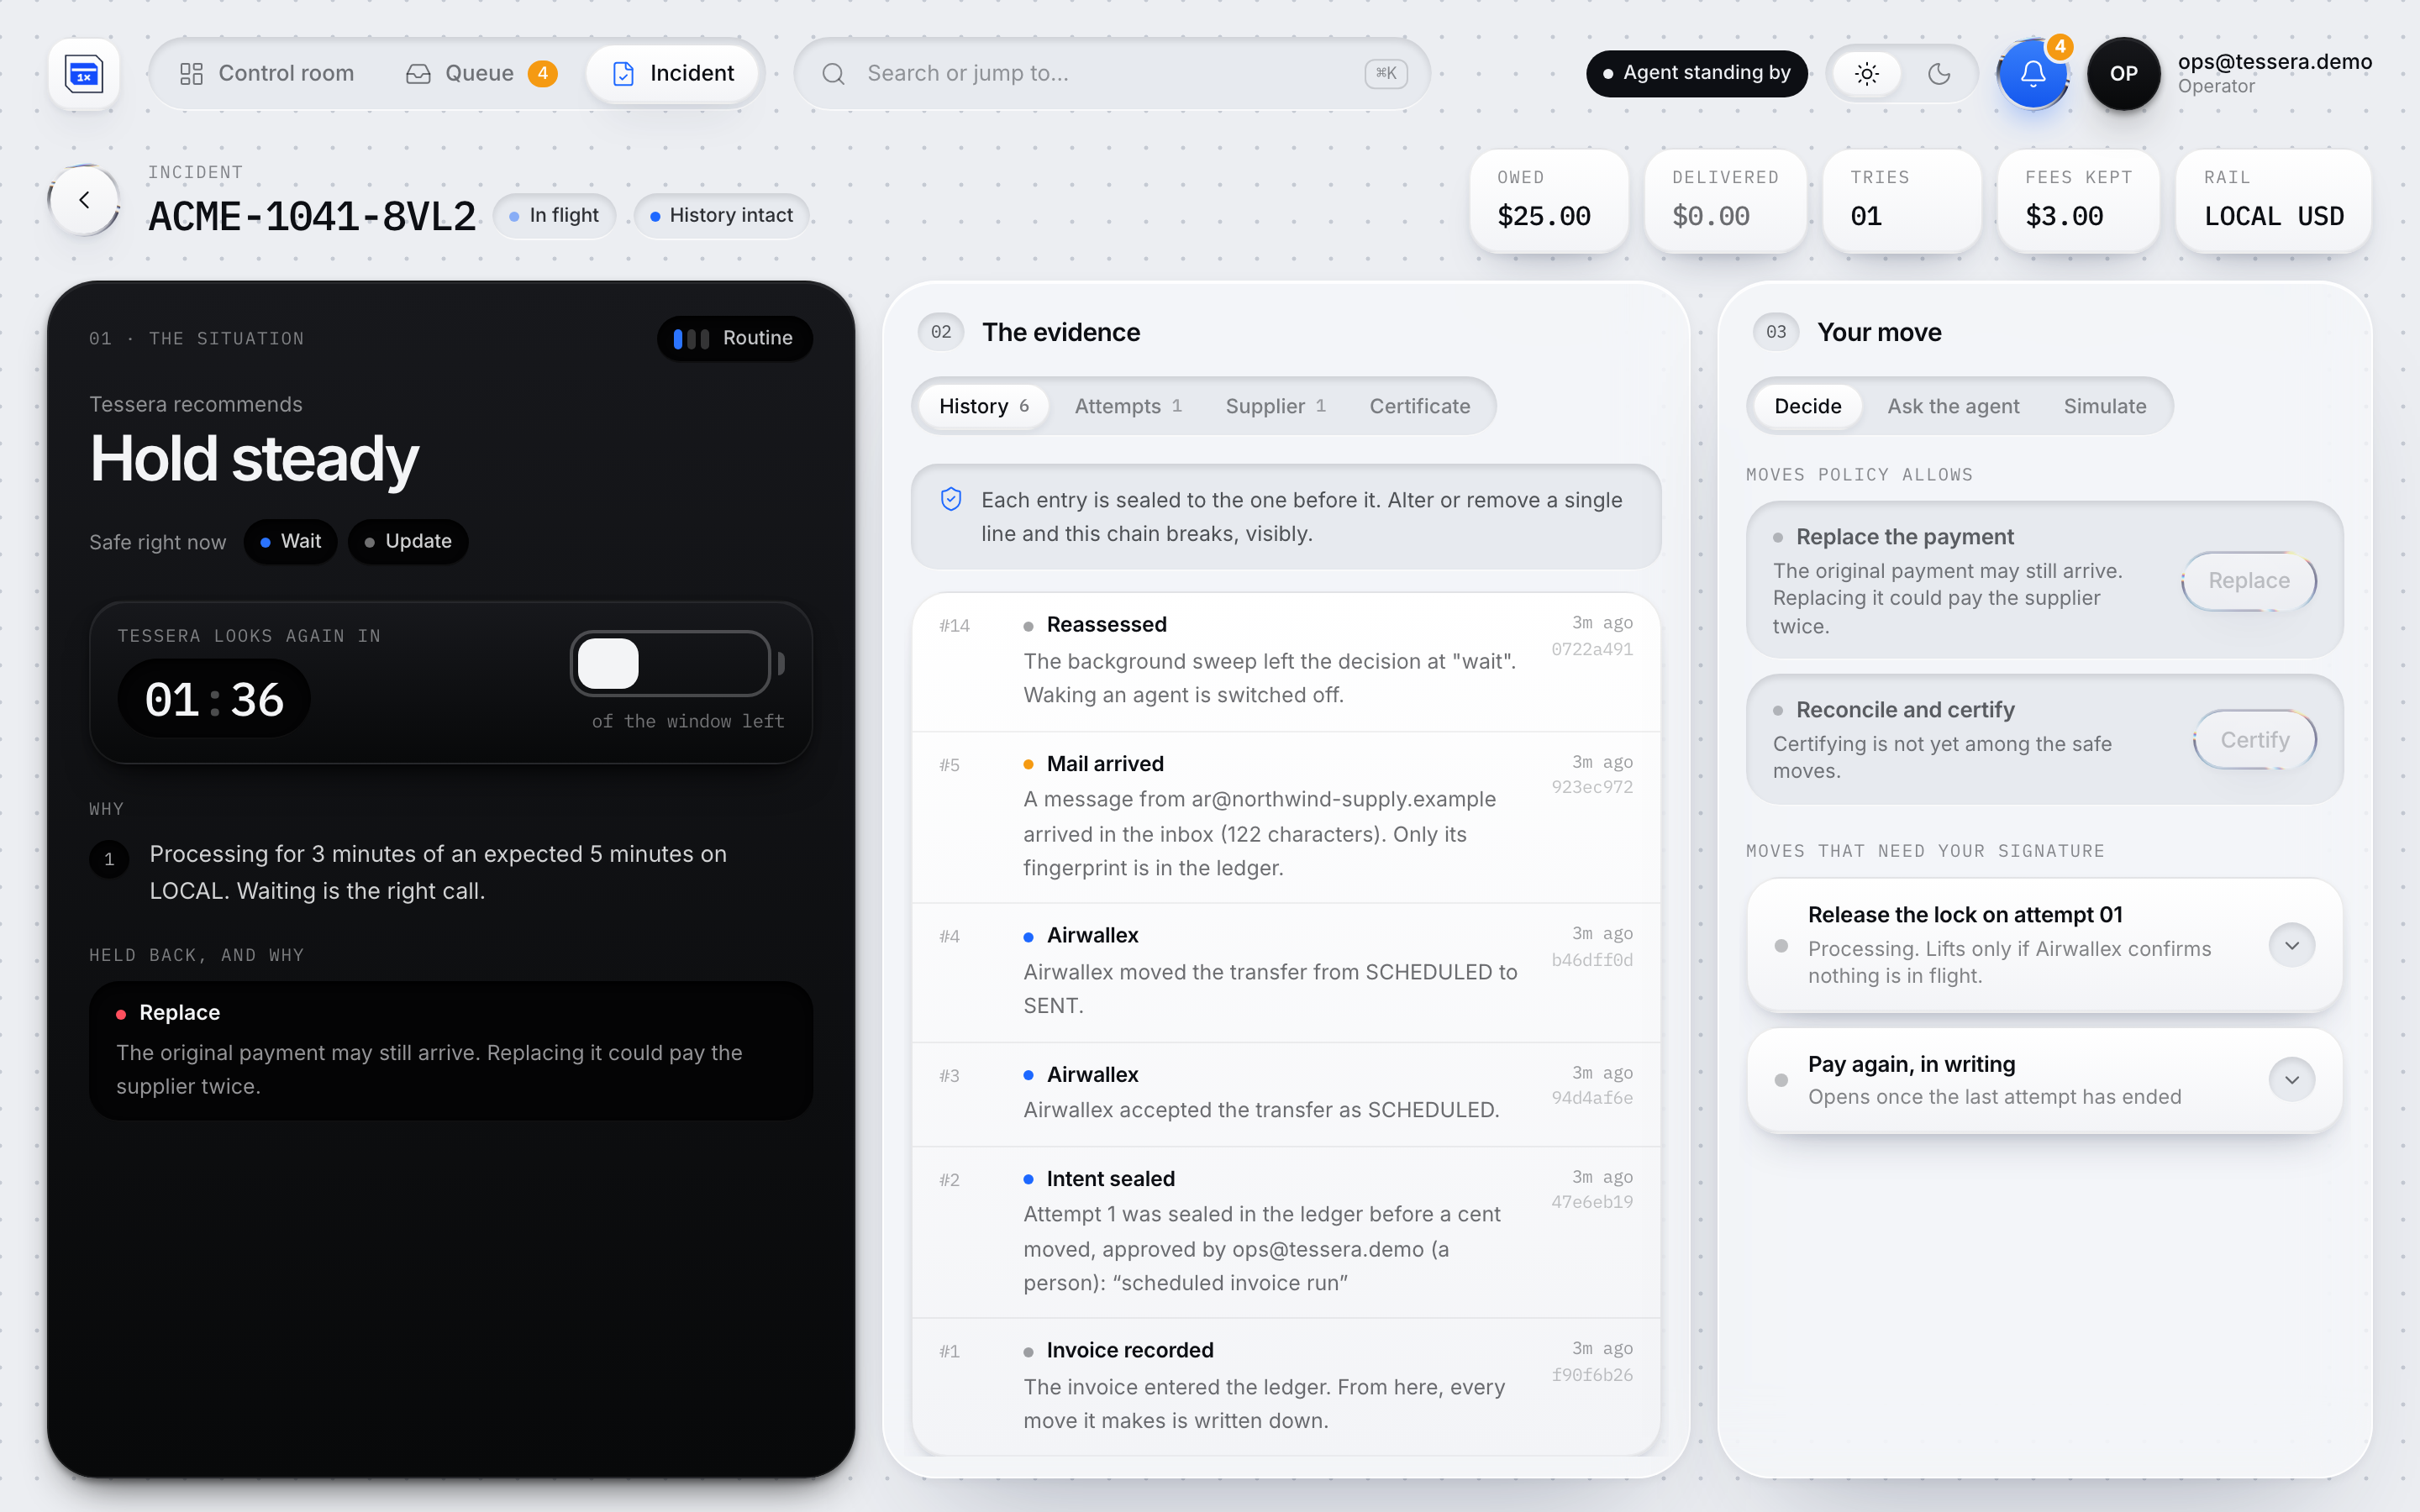 1×
Control room
Queue 4
Incident
Search or jump to...
⌘K
Agent standing by
4
OP
ops@tessera.demo
Operator
INCIDENT
ACME-1041-8VL2
In flight
History intact
OWED
$25.00
DELIVERED
$0.00
TRIES
01
FEES KEPT
$3.00
RAIL
LOCAL USD
01 · THE SITUATION
Routine
Tessera recommends
Hold steady
Safe right now
Wait
Update
TESSERA LOOKS AGAIN IN
01:36
of the window left
WHY
1
Processing for 3 minutes of an expected 5 minutes on
LOCAL. Waiting is the right call.
HELD BACK, AND WHY
Replace
The original payment may still arrive. Replacing it could pay the
supplier twice.
02
The evidence
History 6
Attempts 1
Supplier 1
Certificate
Each entry is sealed to the one before it. Alter or remove a single
line and this chain breaks, visibly.
#14
Reassessed
3m ago
0722a491
The background sweep left the decision at "wait".
Waking an agent is switched off.
#5
Mail arrived
3m ago
923ec972
A message from ar@northwind-supply.example
arrived in the inbox (122 characters). Only its
fingerprint is in the ledger.
#4
Airwallex
3m ago
b46dff0d
Airwallex moved the transfer from SCHEDULED to
SENT.
#3
Airwallex
3m ago
94d4af6e
Airwallex accepted the transfer as SCHEDULED.
#2
Intent sealed
3m ago
47e6eb19
Attempt 1 was sealed in the ledger before a cent
moved, approved by ops@tessera.demo (a
person): “scheduled invoice run”
#1
Invoice recorded
3m ago
f90f6b26
The invoice entered the ledger. From here, every
move it makes is written down.
03
Your move
Decide
Ask the agent
Simulate
MOVES POLICY ALLOWS
Replace the payment
The original payment may still arrive.
Replacing it could pay the supplier
twice.
Replace
Reconcile and certify
Certifying is not yet among the safe
moves.
Certify
MOVES THAT NEED YOUR SIGNATURE
Release the lock on attempt 01
Processing. Lifts only if Airwallex confirms
nothing is in flight.
Pay again, in writing
Opens once the last attempt has ended